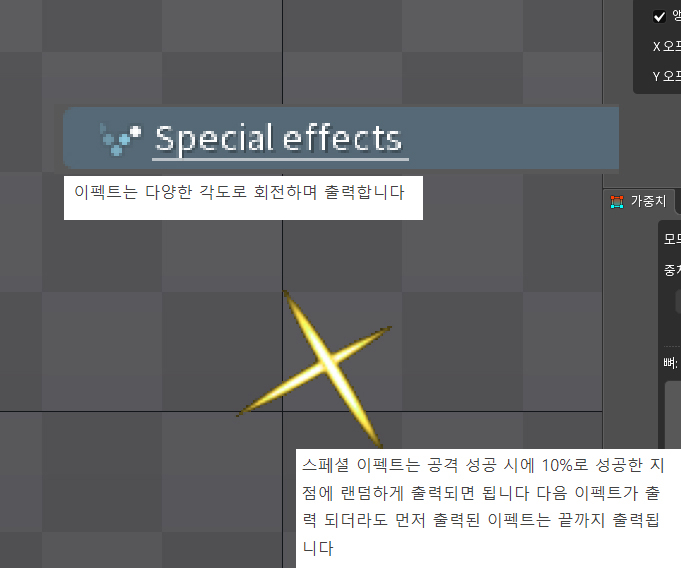 앵
X 오프
Y 오프
Special effects
이펙트는 다양한 각도로 회전하며 출력합니다
가중치
모드
중치
뼈:
스페셜 이펙트는 공격 성공 시에 10%로 성공한 지
점에 랜덤하게 출력되면 됩니다 다음 이펙트가 출
력 되더라도 먼저 출력된 이펙트는 끝까지 출력됩
니다